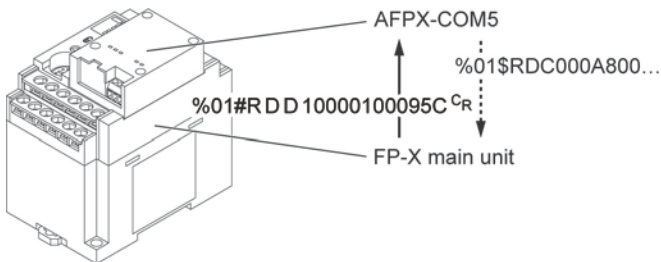 AFPX-COM5
%01$RDC000A800…
%01#RDD10000100095C CR
FP-X main unit